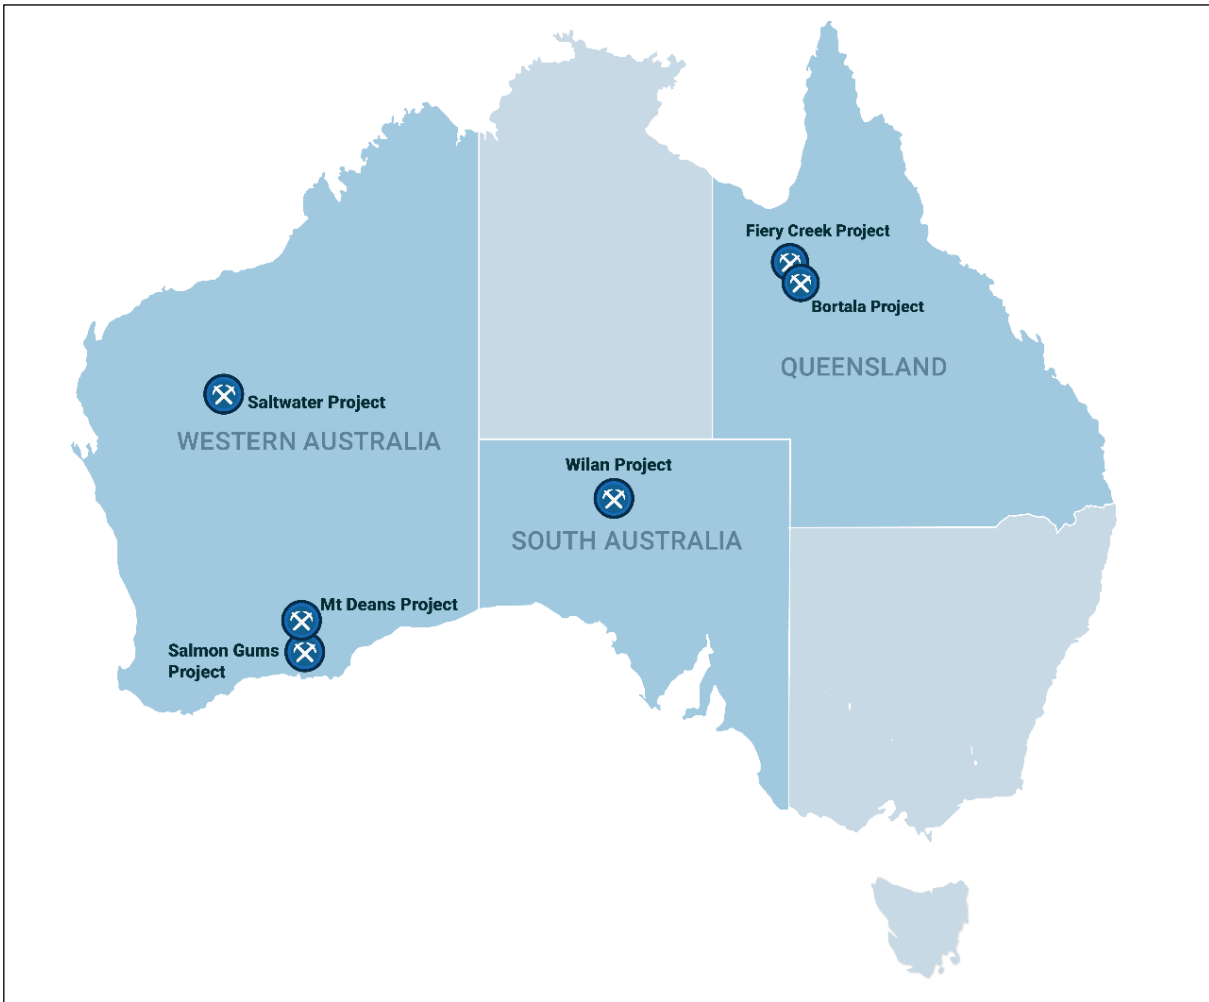 Fiery Creek Project
Bortala Project
QUEENSLAND
Saltwater Project
WESTERN AUSTRALIA
Wilan Project
SOUTH AUSTRALIA
Mt Deans Project
Salmon Gums
Project